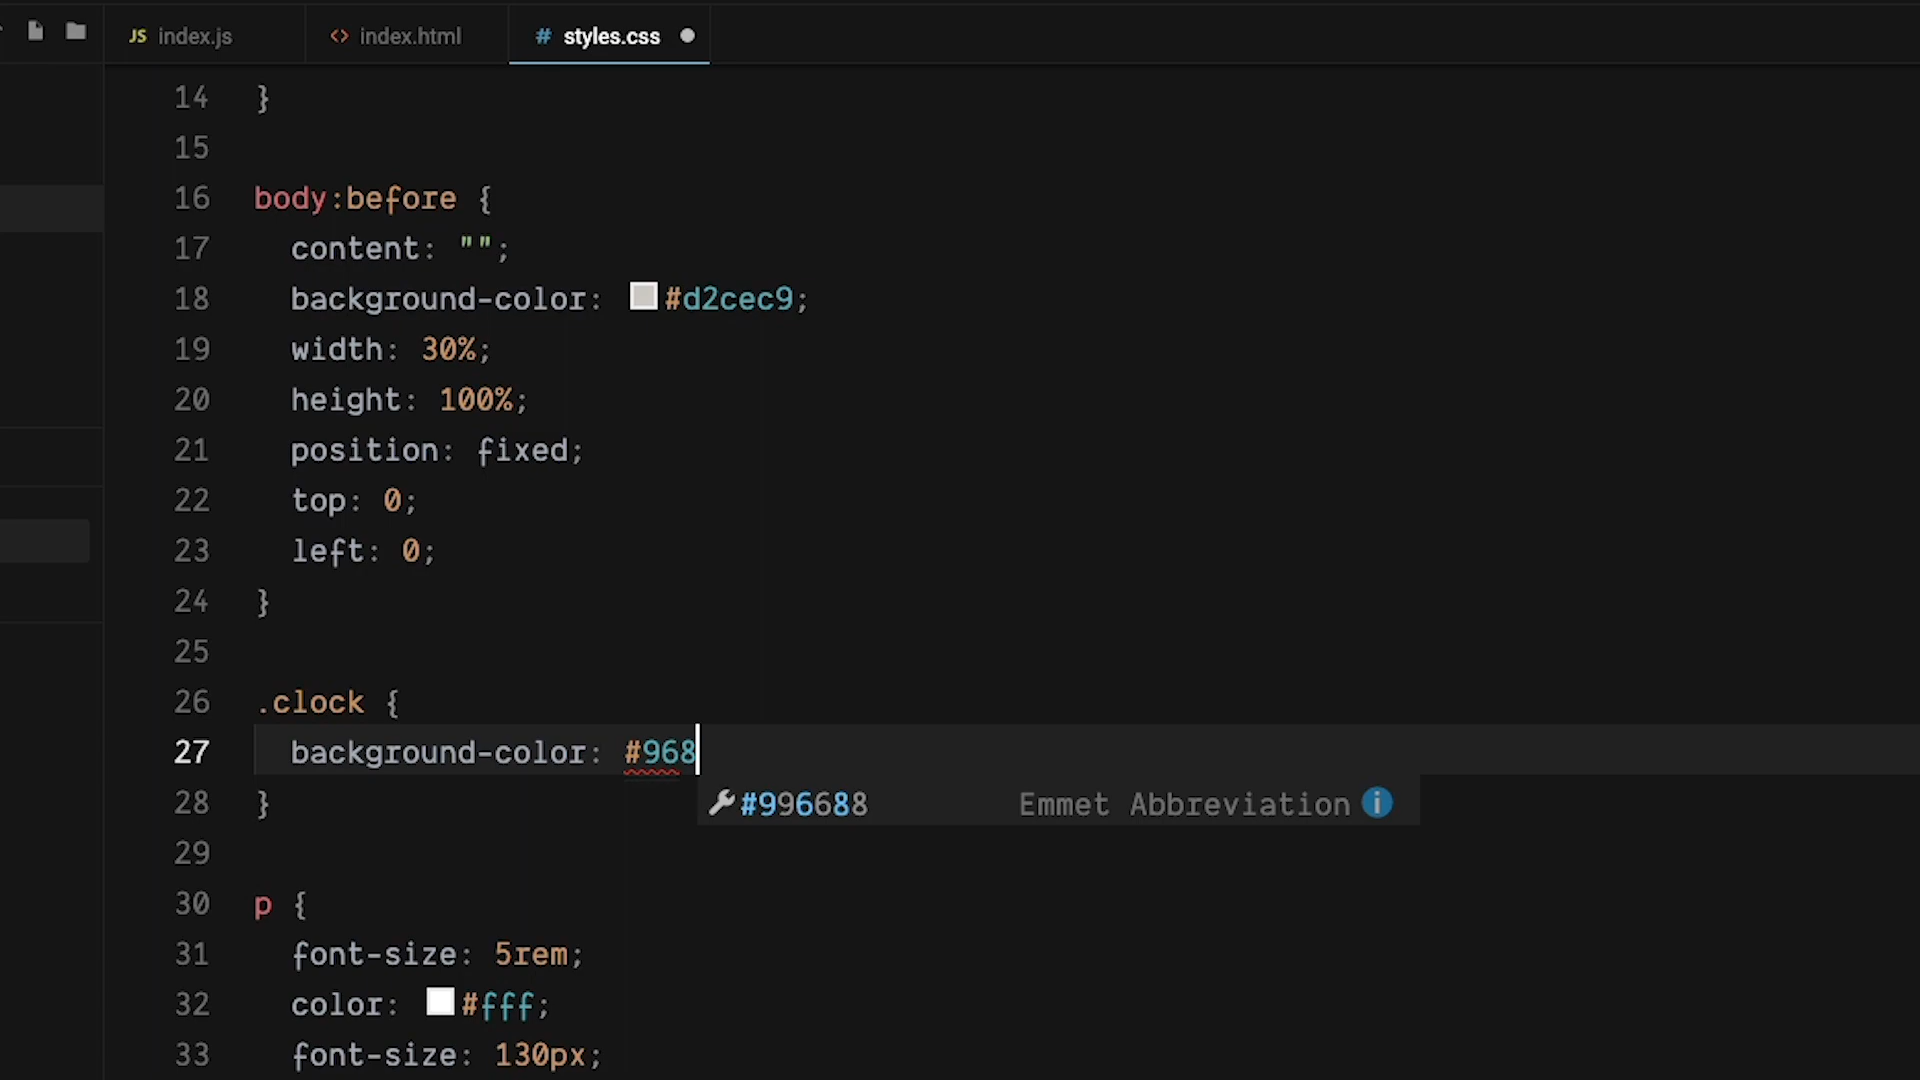 JS index.js <> index.html # styles.css
14 }
15
16 body:before {
17 content: "";
18 background-color: #d2cec9;
19 width: 30%;
20 height: 100%;
21 position: fixed;
22 top: 0;
23 left: 0;
24 }
25
26 .clock {
27 background-color: #968
#996688 Emmet Abbreviation i
28 }
29
30 p {
31 font-size: 5rem;
32 color: #fff;
33 font-size: 130px;